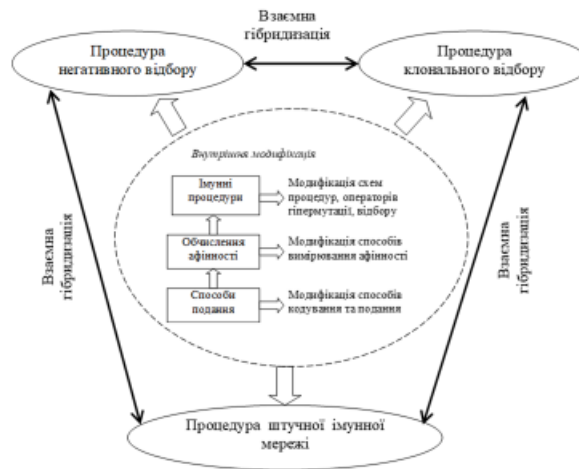 Взаємна
гібридизація
Процедура
негативного відбору
Процедура
клонального відбору
Внутрішня модифікація
Імунні
процедури
Модифікація схем
процедур, операторів
гіпермутації, відбору
Обчислення
афінності
Модифікація способів
вимірювання афінності
Способи
подання
Модифікація способів
кодування та подання
Взаємна
гібридизація
Взаємна
гібридизація
Процедура штучної імунної
мережі